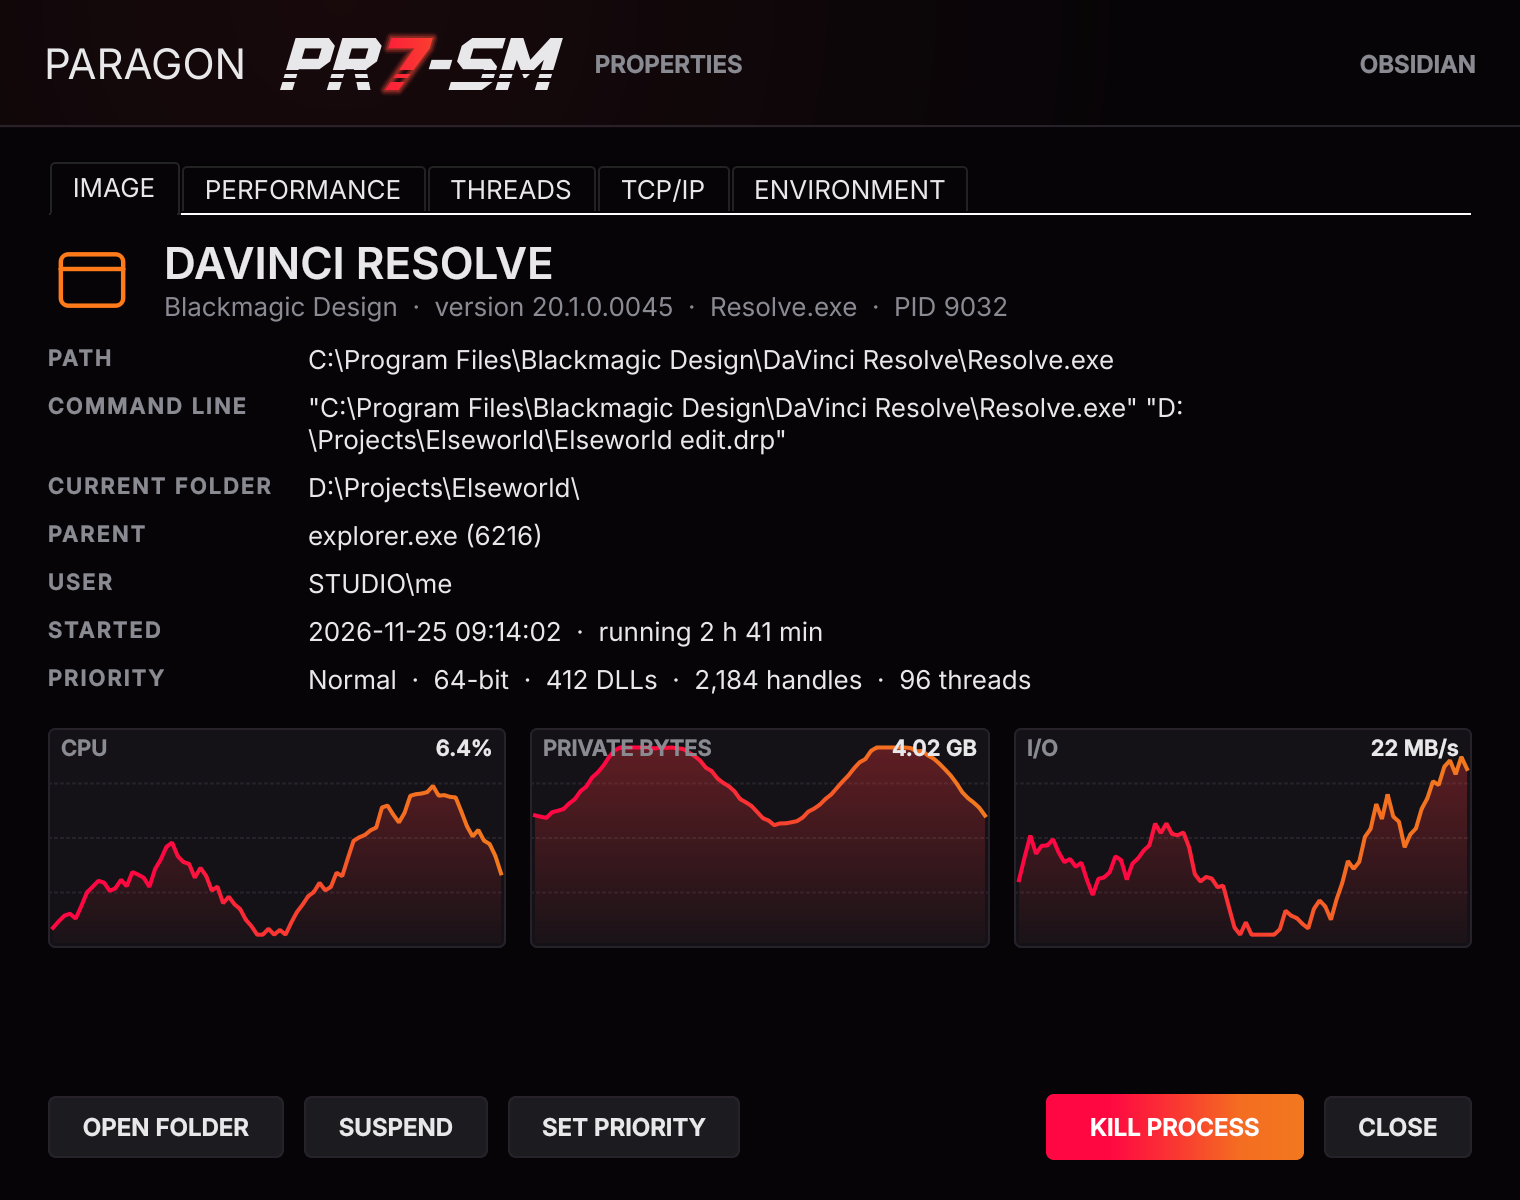 PARAGON PR7-SM PROPERTIES OBSIDIAN
IMAGE PERFORMANCE THREADS TCP/IP ENVIRONMENT
DAVINCI RESOLVE
Blackmagic Design · version 20.1.0.0045 · Resolve.exe · PID 9032
PATH C:\Program Files\Blackmagic Design\DaVinci Resolve\Resolve.exe
COMMAND LINE "C:\Program Files\Blackmagic Design\DaVinci Resolve\Resolve.exe" "D:
\Projects\Elseworld\Elseworld edit.drp"
CURRENT FOLDER D:\Projects\Elseworld\
PARENT explorer.exe (6216)
USER STUDIO\me
STARTED 2026-11-25 09:14:02 · running 2 h 41 min
PRIORITY Normal · 64-bit · 412 DLLs · 2,184 handles · 96 threads
CPU 6.4% PRIVATE BYTES 4.02 GB I/O 22 MB/s
OPEN FOLDER SUSPEND SET PRIORITY KILL PROCESS CLOSE